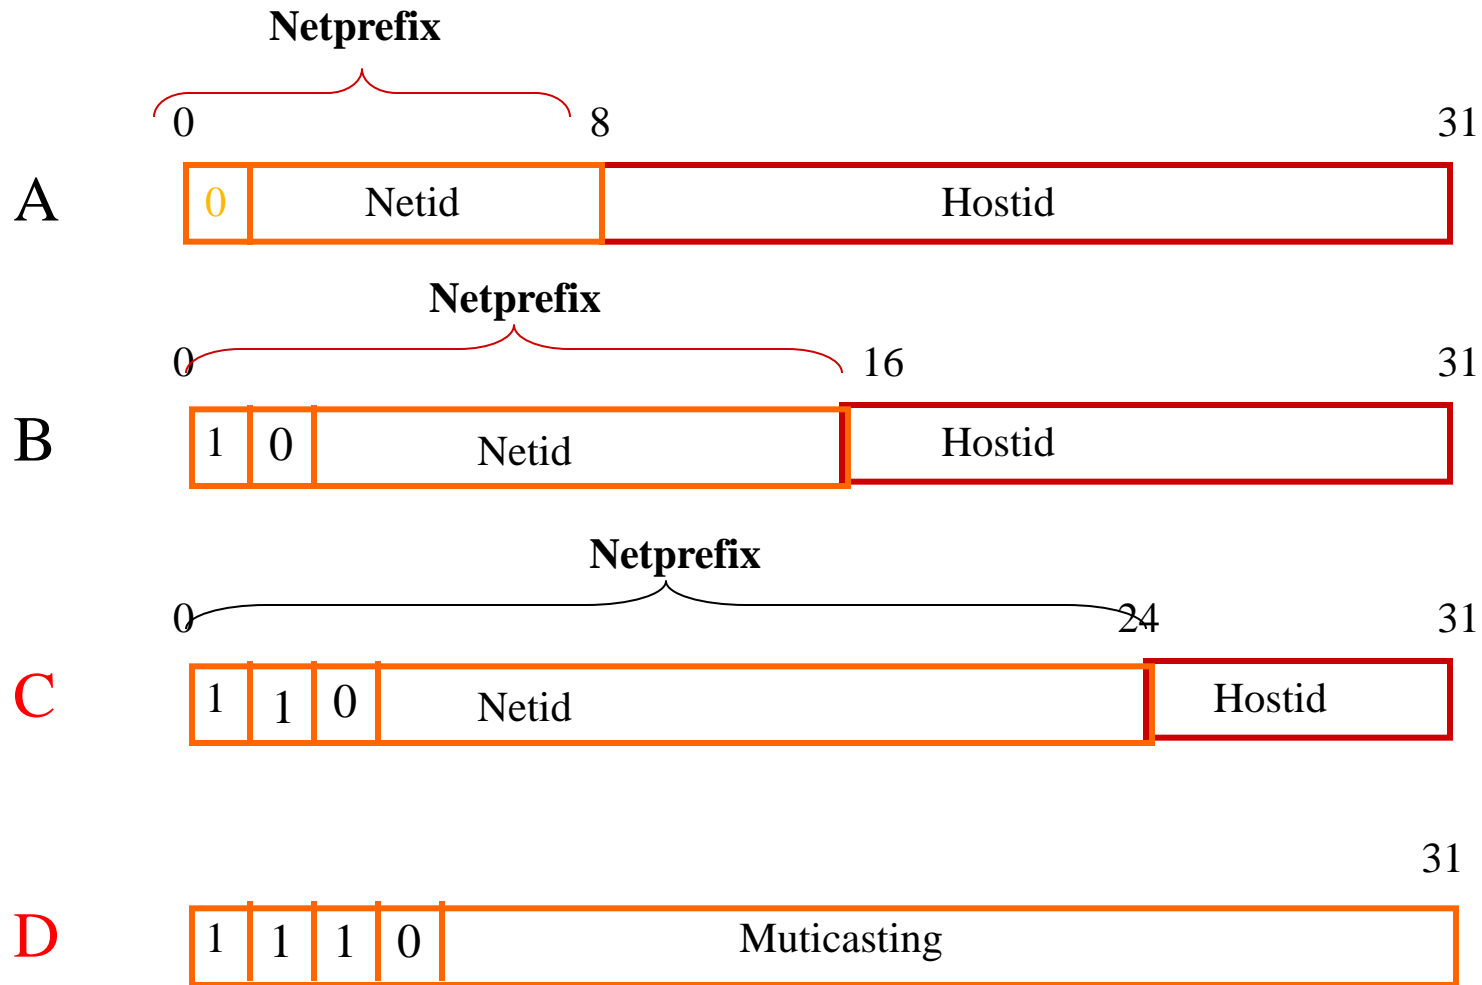 Netprefix
0 8 31
A 0 Netid Hostid
Netprefix
0 16 31
B 1 0 Netid Hostid
Netprefix
0 24 31
C 1 1 0 Netid Hostid
31
D 1 1 1 0 Muticasting